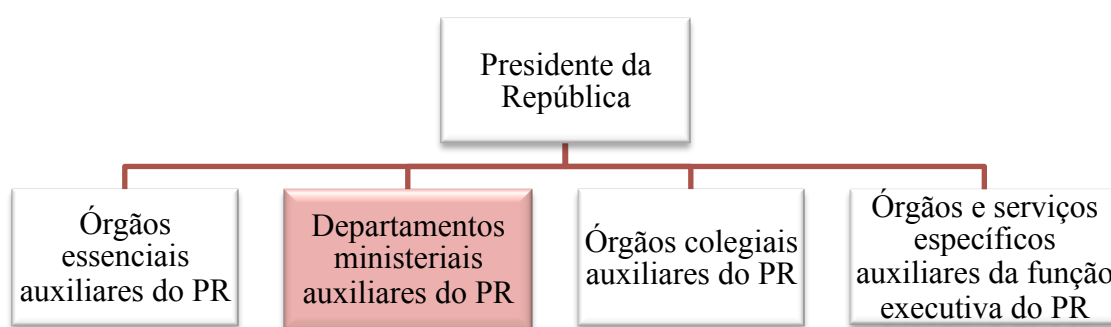 Presidente da
República
Órgãos
essenciais
auxiliares do PR
Departamentos
ministeriais
auxiliares do PR
Órgãos colegiais
auxiliares do PR
Órgãos e serviços
específicos
auxiliares da função
executiva do PR